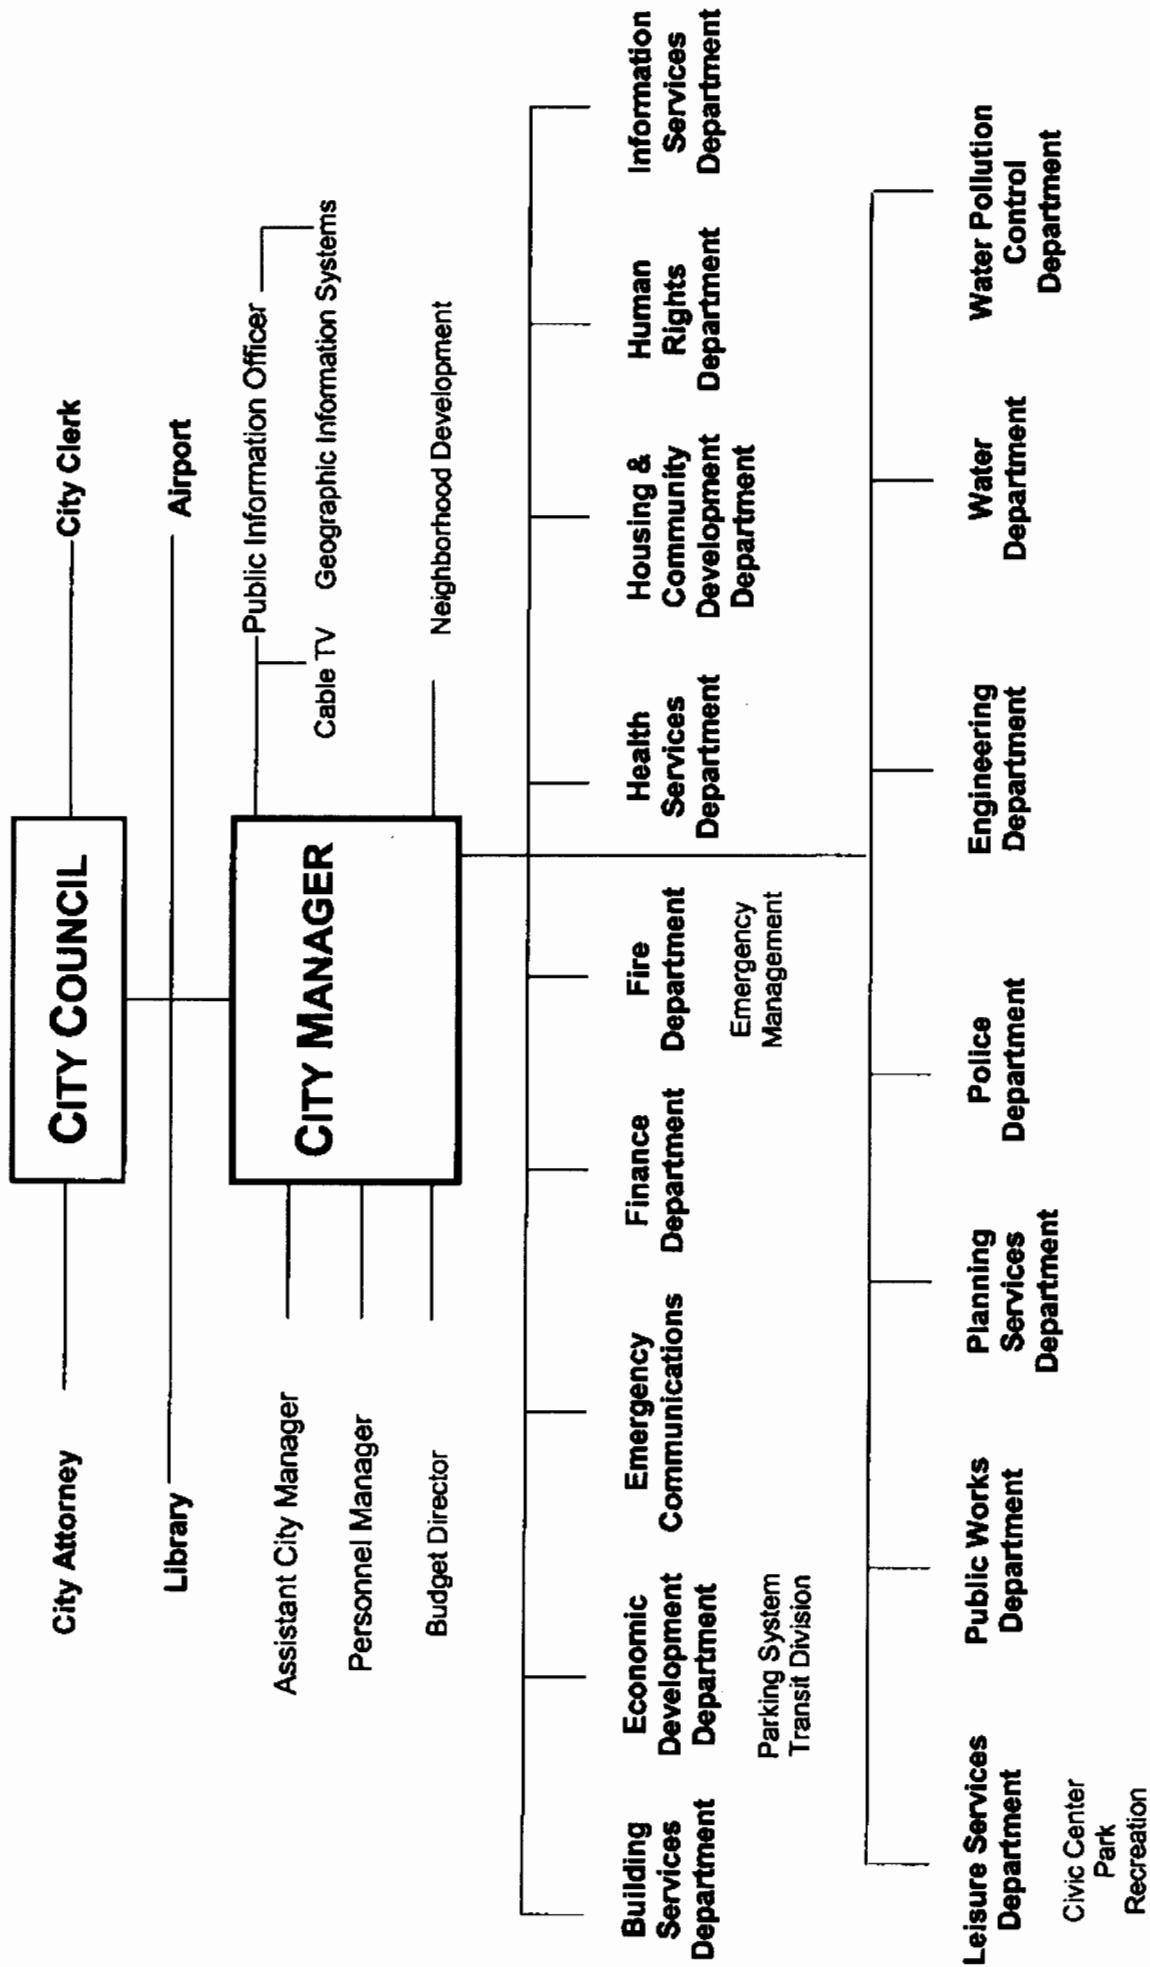 CITY COUNCIL
City Attorney
City Clerk
Library
Airport
CITY MANAGER
Assistant City Manager
Personnel Manager
Budget Director
Public Information Officer
Cable TV
Geographic Information Systems
Neighborhood Development
Building
Services
Department
Economic
Development
Department
Parking System
Transit Division
Emergency
Communications
Finance
Department
Fire
Department
Emergency
Management
Health
Services
Department
Housing &
Community
Development
Department
Human
Rights
Department
Information
Services
Department
Leisure Services
Department
Civic Center
Park
Recreation
Public Works
Department
Planning
Services
Department
Police
Department
Engineering
Department
Water
Department
Water Pollution
Control
Department